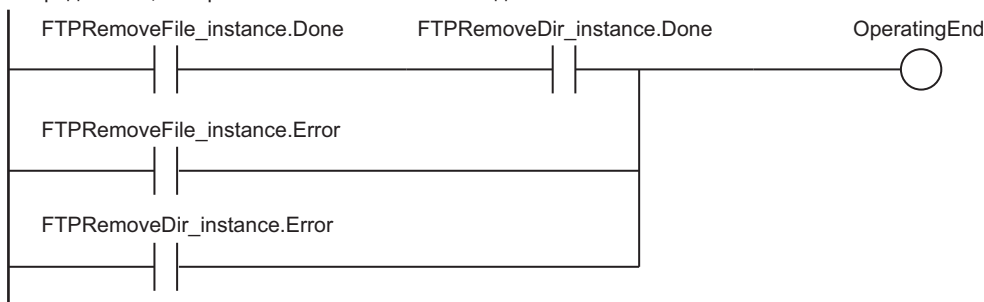 FTPRemoveFile_instance.Done FTPRemoveDir_instance.Done OperatingEnd
FTPRemoveFile_instance.Error
FTPRemoveDir_instance.Error